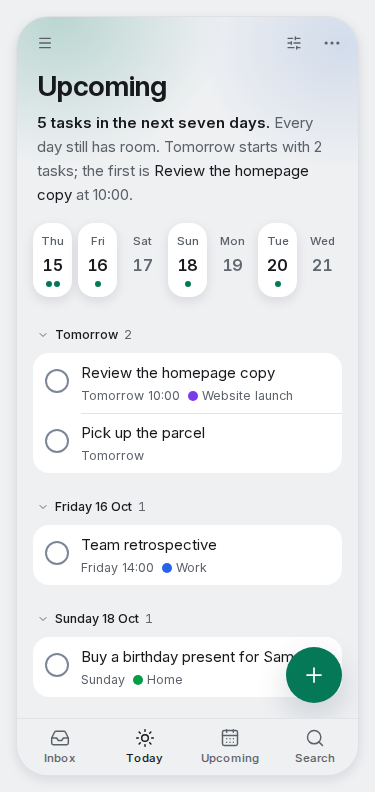 Upcoming
5 tasks in the next seven days. Every
day still has room. Tomorrow starts with 2
tasks; the first is Review the homepage
copy at 10:00.
Thu Fri Sat Sun Mon Tue Wed
15 16 17 18 19 20 21
Tomorrow 2
Review the homepage copy
Tomorrow 10:00 Website launch
Pick up the parcel
Tomorrow
Friday 16 Oct 1
Team retrospective
Friday 14:00 Work
Sunday 18 Oct 1
Buy a birthday present for Sam
Sunday Home
Inbox Today Upcoming Search